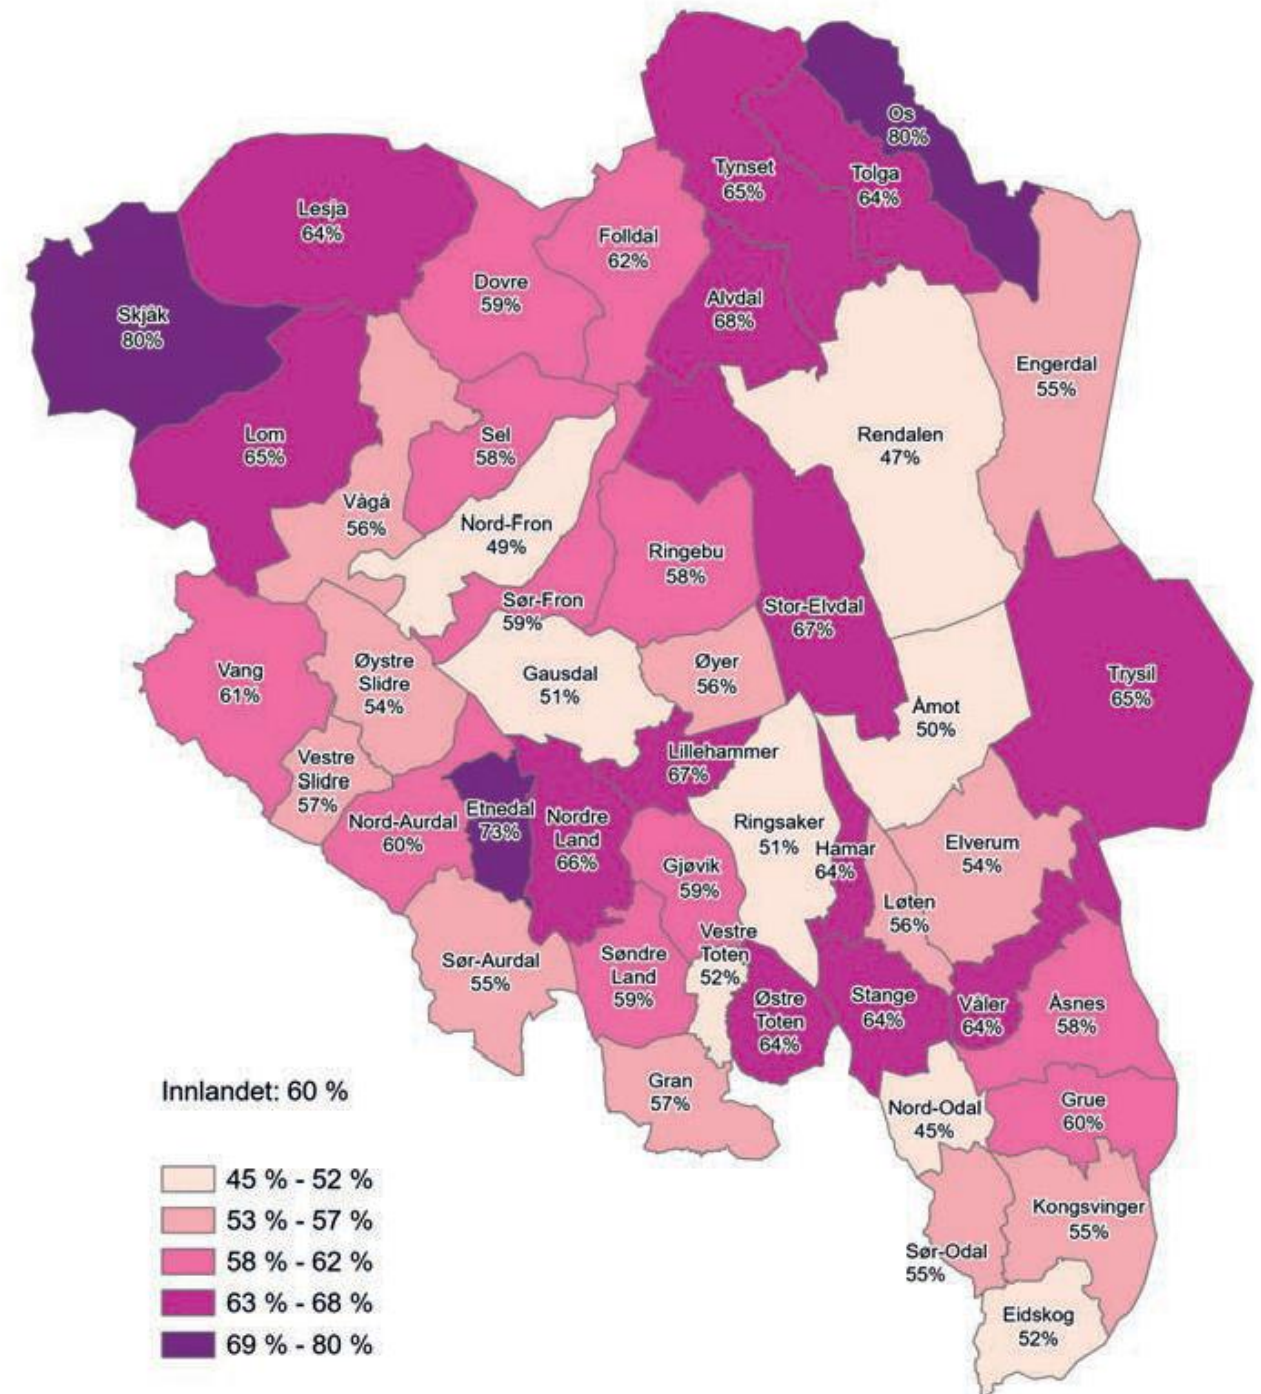 Os
80%
Tynset
65%
Tolga
64%
Lesja
64%
Folldal
62%
Dovre
59%
Alvdal
68%
Skjåk
80%
Engerdal
55%
Lom
65%
Sel
58%
Rendalen
47%
Vågå
56%
Nord-Fron
49%
Ringebu
58%
Sør-Fron
59%
Stor-Elvdal
67%
Vang
61%
Øystre
Slidre
54%
Gausdal
51%
Øyer
56%
Trysil
65%
Åmot
50%
Vestre
Slidre
57%
Lillehammer
67%
Nord-Aurdal
60%
Etnedal
73%
Nordre
Land
66%
Ringsaker
51%
Hamar
64%
Elverum
54%
Gjøvik
59%
Løten
56%
Sør-Aurdal
55%
Søndre
Land
59%
Vestre
Toten
52%
Østre
Toten
64%
Stange
64%
Våler
64%
Åsnes
58%
Gran
57%
Nord-Odal
45%
Grue
60%
Kongsvinger
55%
Sør-Odal
55%
Eidskog
52%
Innlandet: 60 %
45 % - 52 %
53 % - 57 %
58 % - 62 %
63 % - 68 %
69 % - 80 %